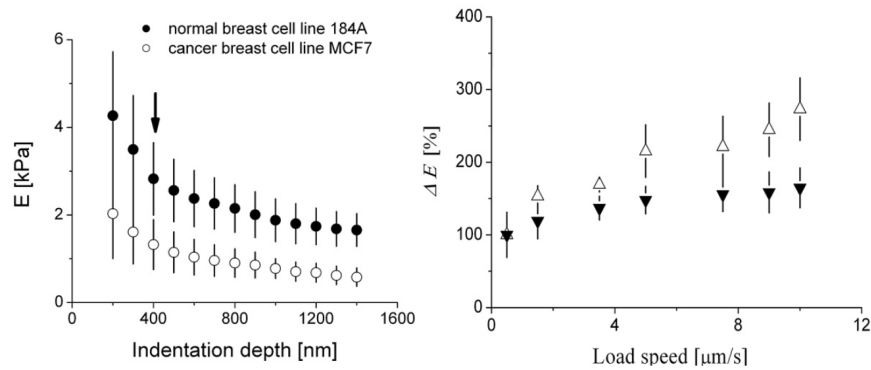 normal breast cell line 184A
cancer breast cell line MCF7
6
4
2
0
E [kPa]
0 400 800 1200 1600
Indentation depth [nm]
400
300
200
100
0
Δ E [%]
0 4 8 12
Load speed [μm/s]